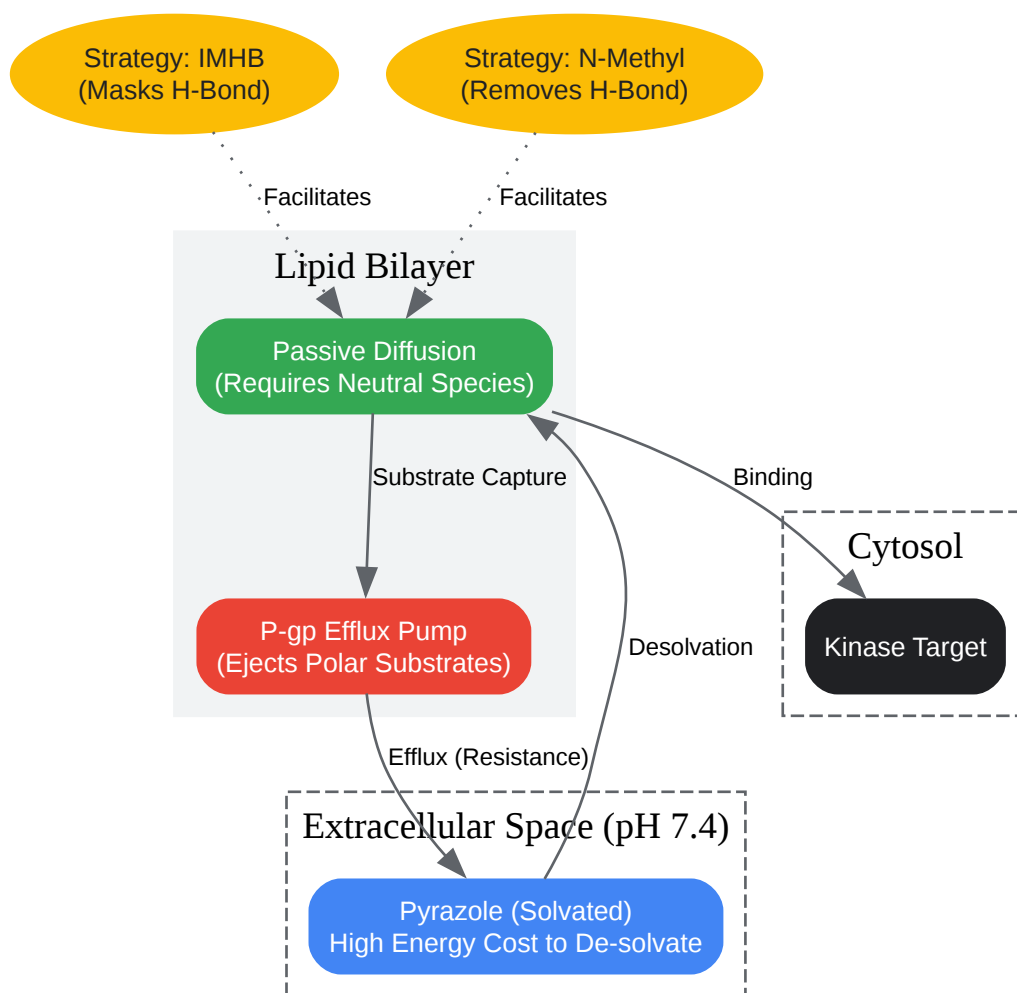 Strategy: IMHB
(Masks H-Bond)
Strategy: N-Methyl
(Removes H-Bond)
Facilitates
Facilitates
Lipid Bilayer
Passive Diffusion
(Requires Neutral Species)
Substrate Capture
Binding
Cytosol
P-gp Efflux Pump
(Ejects Polar Substrates)
Desolvation
Kinase Target
Efflux (Resistance)
Extracellular Space (pH 7.4)
Pyrazole (Solvated)
High Energy Cost to De-solvate